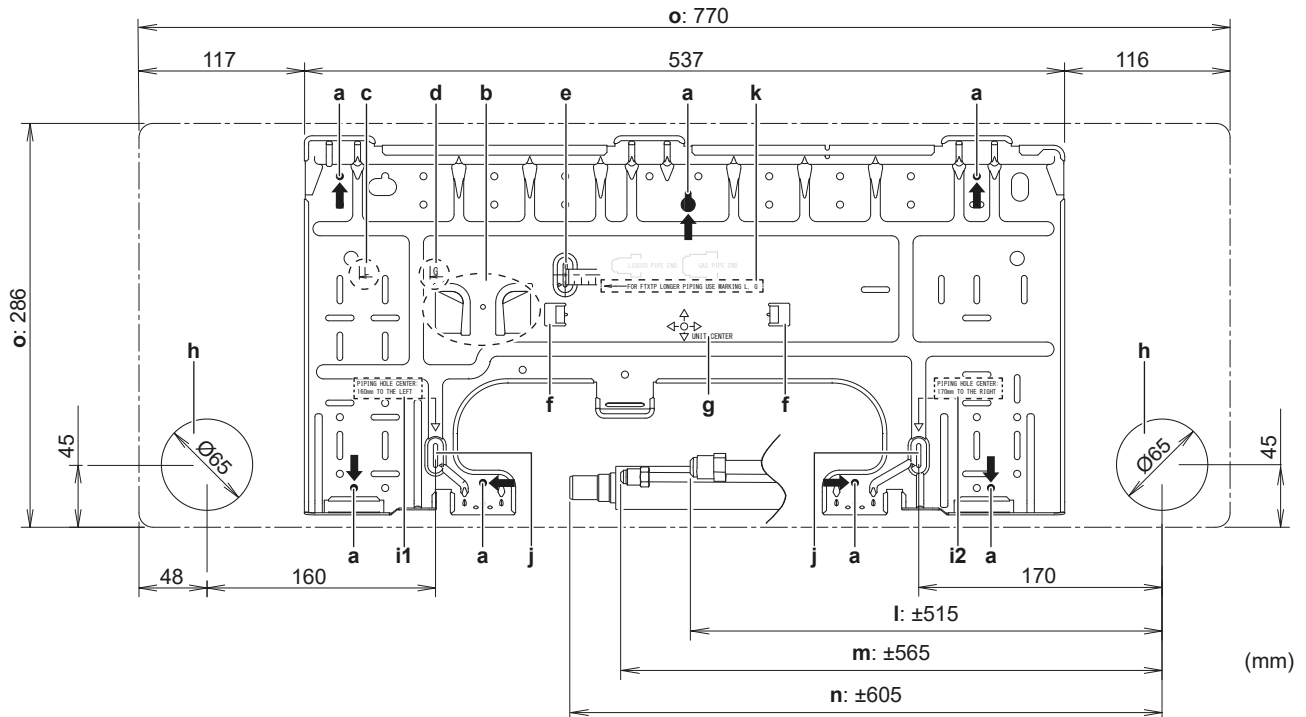 o: 770
117
537
116
a
c
d
b
e
a
k
a
L
G
LIQUID PIPE END
GAS PIPE END
FOR FTXTP LONGER PIPING USE MARKING L, G
UNIT CENTER
o: 286
h
h
PIPING HOLE CENTER:
160mm TO THE LEFT
PIPING HOLE CENTER:
170mm TO THE RIGHT
f
g
f
45
Ø65
Ø65
45
a
i1
a
j
j
a
i2
a
48
160
170
l: ±515
m: ±565
(mm)
n: ±605